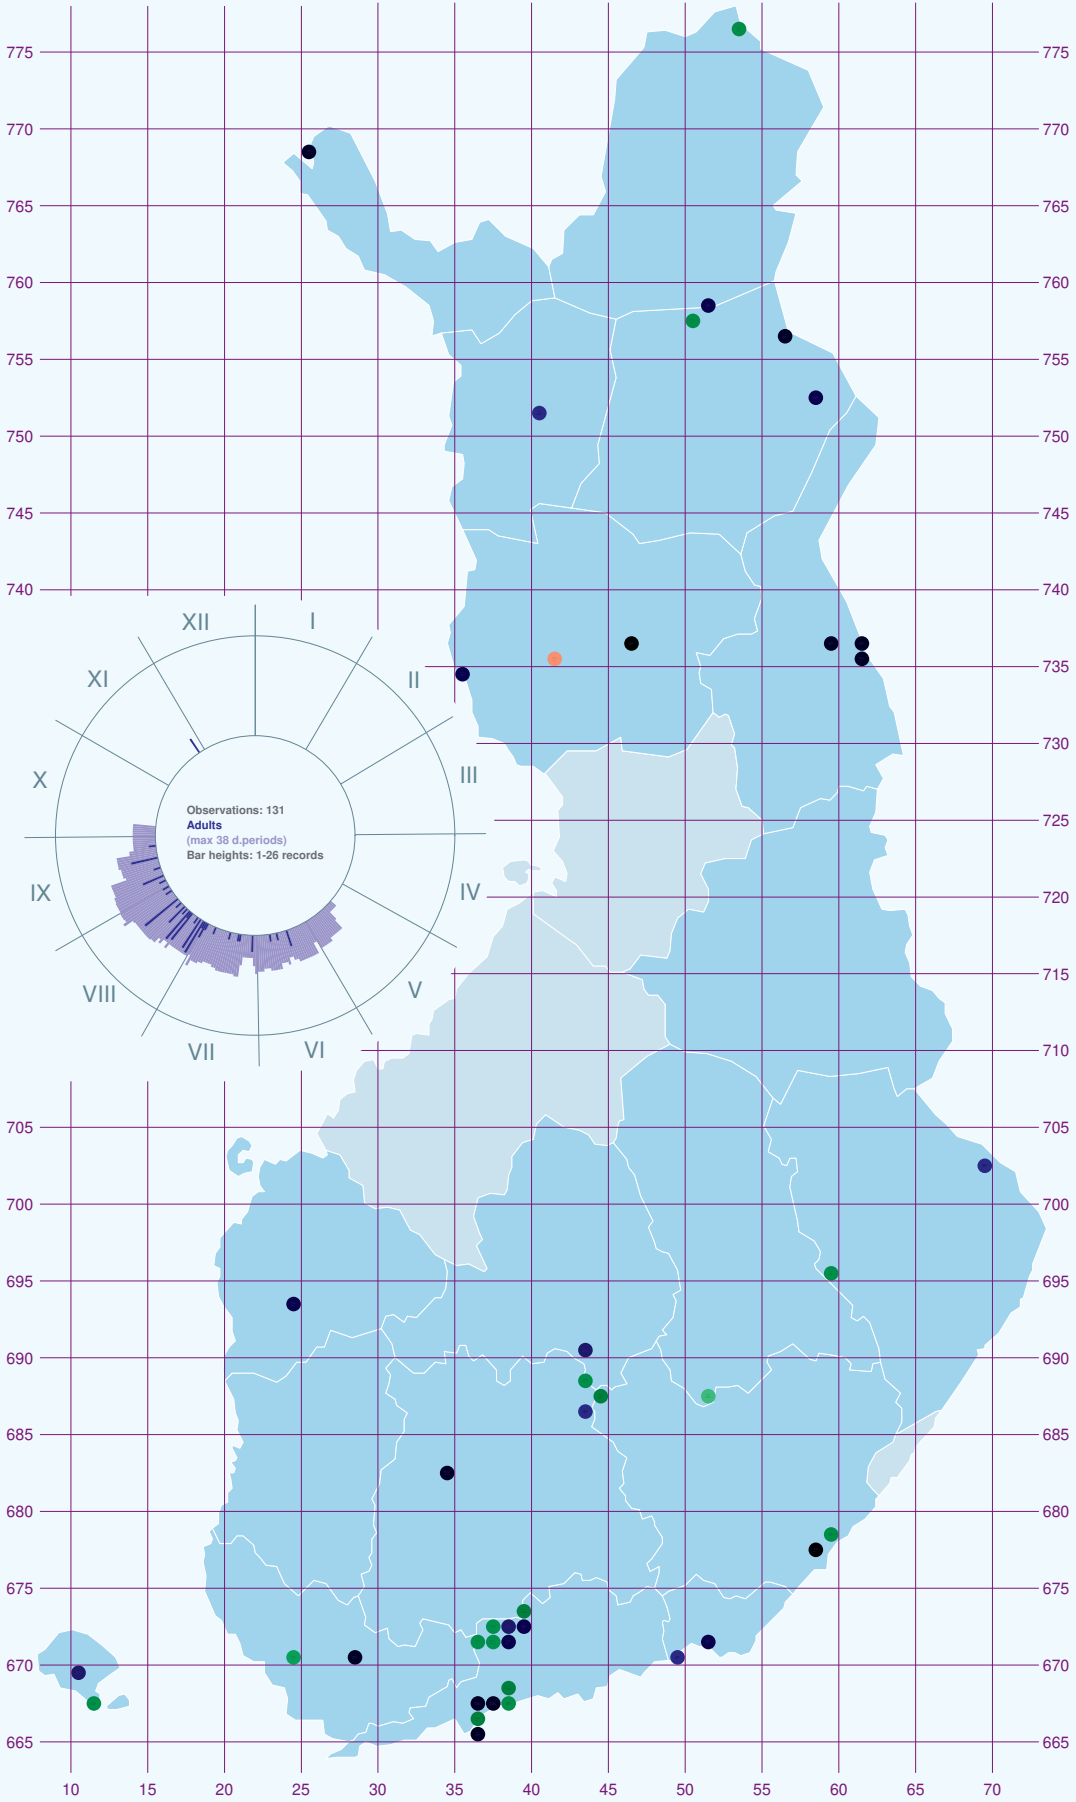 775 775
770 770
765 765
760 760
755 755
750 750
745 745
740 740
XII I
XI II
735
730
X III
Observations: 131
Adults
(max 38 d.periods)
Bar heights: 1-26 records
725
IX IV
720
VIII V
715
VII VI
710
735
705 705
700 700
695 695
690 690
685 685
680 680
675 675
670 670
665 665
10 15 20 25 30 35 40 45 50 55 60 65 70